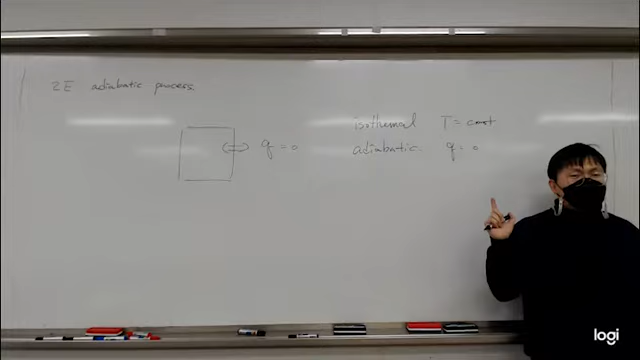 2E adiabatic process
isothermal T = const
adiabatic: q = 0
q = 0
logi